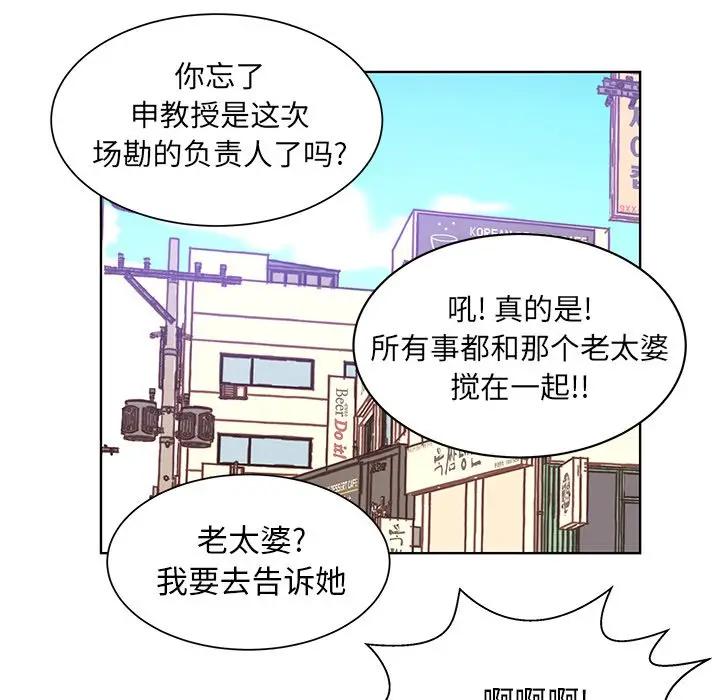 你忘了
申教授是这次
场勘的负责人了吗?
KOREAN
吼! 真的是!
所有事都和那个老太婆
搅在一起!!
Beer Do it!
老太婆?
我要去告诉她
啊啊啊!